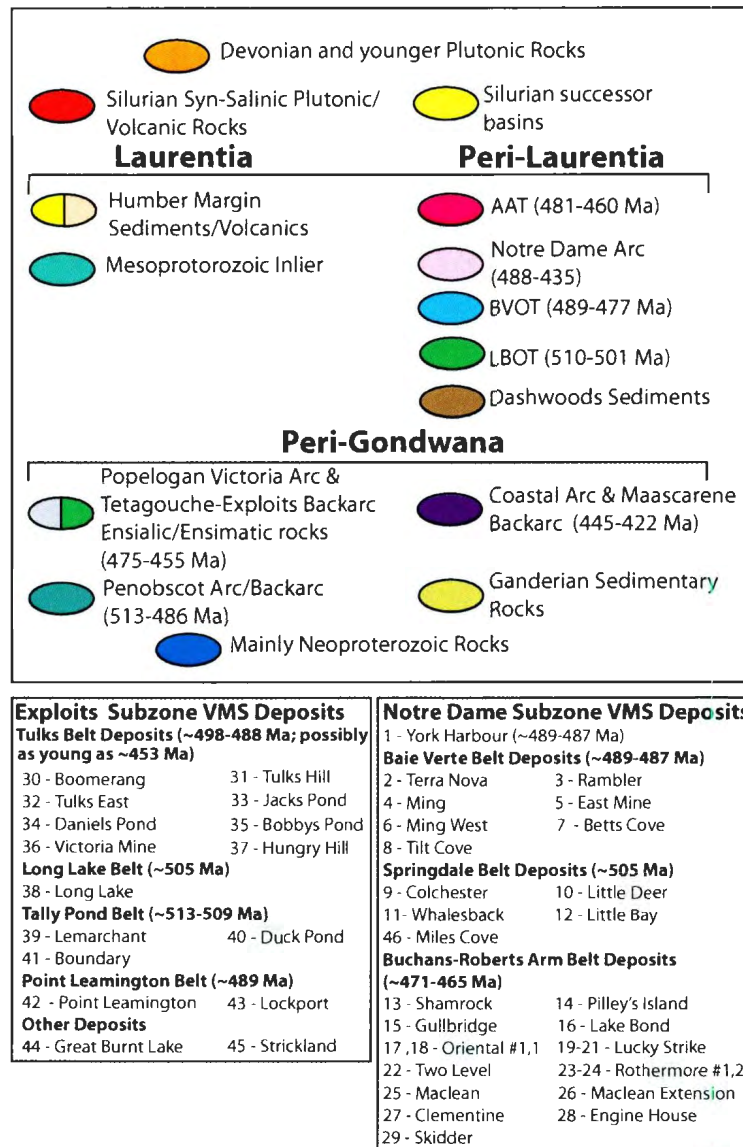 Devonian and younger Plutonic Rocks
Silurian Syn-Salinic Plutonic/
Volcanic Rocks
Silurian successor
basins
Laurentia
Peri-Laurentia
Humber Margin
Sediments/Volcanics
Mesoprotorozoic Inlier
AAT (481-460 Ma)
Notre Dame Arc
(488-435)
BVOT (489-477 Ma)
LBOT (510-501 Ma)
Dashwoods Sediments
Peri-Gondwana
Popelogan Victoria Arc &
Tetagouche-Exploits Backarc
Ensialic/Ensimatic rocks
(475-455 Ma)
Penobscot Arc/Backarc
(513-486 Ma)
Coastal Arc & Maascarene
Backarc (445-422 Ma)
Ganderian Sedimentary
Rocks
Mainly Neoproterozoic Rocks
Exploits Subzone VMS Deposits
Tulks Belt Deposits (~498-488 Ma; possibly
as young as ~453 Ma)
30 - Boomerang 31 - Tulks Hill
32 - Tulks East 33 - Jacks Pond
34 - Daniels Pond 35 - Bobbys Pond
36 - Victoria Mine 37 - Hungry Hill
Long Lake Belt (~505 Ma)
38 - Long Lake
Tally Pond Belt (~513-509 Ma)
39 - Lemarchant 40 - Duck Pond
41 - Boundary
Point Leamington Belt (~489 Ma)
42 - Point Leamington 43 - Lockport
Other Deposits
44 - Great Burnt Lake 45 - Strickland
Notre Dame Subzone VMS Deposits
1 - York Harbour (~489-487 Ma)
Baie Verte Belt Deposits (~489-487 Ma)
2 - Terra Nova 3 - Rambler
4 - Ming 5 - East Mine
6 - Ming West 7 - Betts Cove
8 - Tilt Cove
Springdale Belt Deposits (~505 Ma)
9 - Colchester 10 - Little Deer
11- Whalesback 12 - Little Bay
46 - Miles Cove
Buchans-Roberts Arm Belt Deposits
(~471-465 Ma)
13 - Shamrock 14 - Pilley's Island
15 - Gullbridge 16 - Lake Bond
17 ,18 - Oriental #1,1 19-21 - Lucky Strike
22 - Two Level 23-24 - Rothermore #1,2
25 - Maclean 26 - Maclean Extension
27 - Clementine 28 - Engine House
29 - Skidder